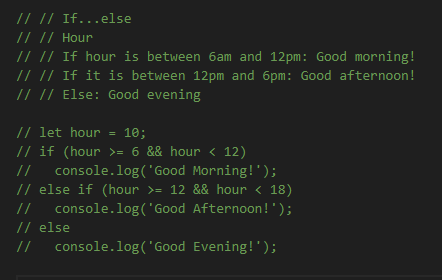 // // If...else
// // Hour
// // If hour is between 6am and 12pm: Good morning!
// // If it is between 12pm and 6pm: Good afternoon!
// // Else: Good evening
// let hour = 10;
// if (hour >= 6 && hour < 12)
//   console.log('Good Morning!');
// else if (hour >= 12 && hour < 18)
//   console.log('Good Afternoon!');
// else
//   console.log('Good Evening!');